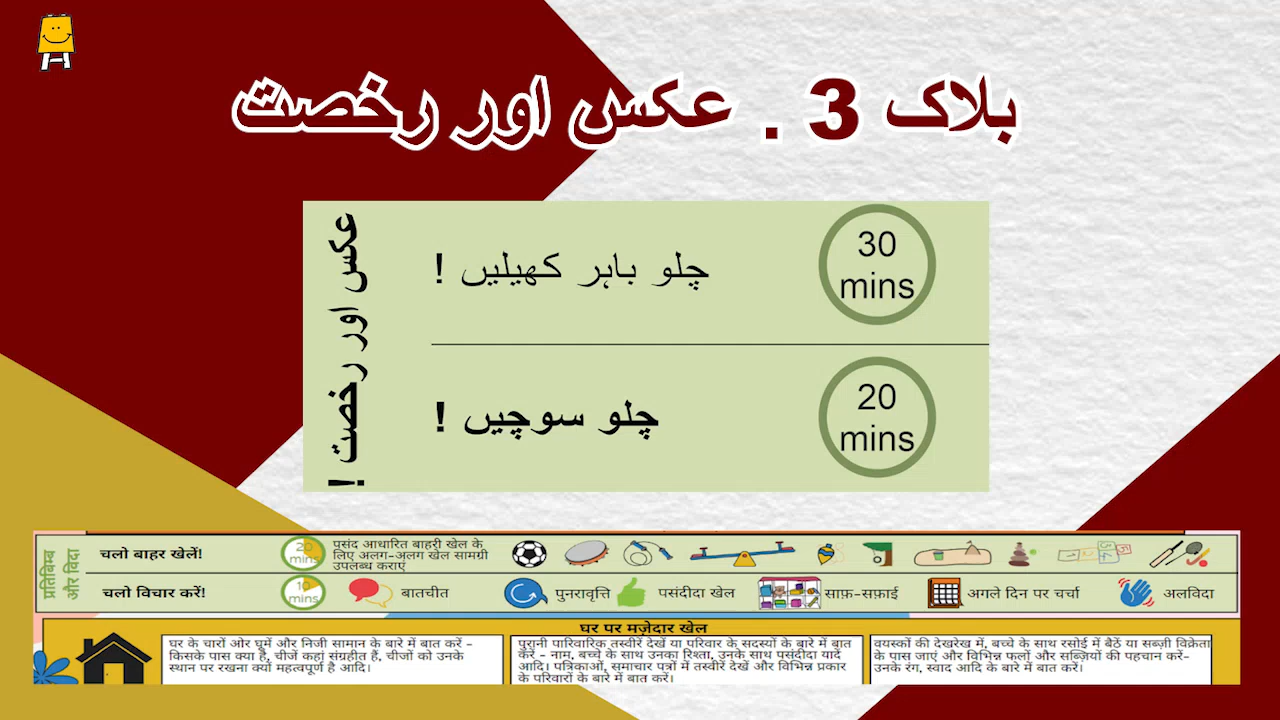 بلاک 3 . عکس اور رخصت
عکس اور رخصت !
چلو باہر کھیلیں !
30
mins
چلو سوچیں !
20
mins
प्रतिबिम्ब
और विदा
चलो बाहर खेलें!
20
mins
पसंद आधारित बाहरी खेल के
लिए अलग-अलग खेल सामग्री
उपलब्ध कराएं
चलो विचार करें!
10
mins
बातचीत
पुनरावृत्ति
पसंदीदा खेल
साफ़-सफ़ाई
अगले दिन पर चर्चा
अलविदा
घर पर मज़ेदार खेल
घर के चारों ओर घूमें और निजी सामान के बारे में बात करें -
किसके पास क्या है, चीजें कहां संग्रहीत हैं, चीजों को उनके
स्थान पर रखना क्यों महत्वपूर्ण है आदि।
पुरानी पारिवारिक तस्वीरें देखें या परिवार के सदस्यों के बारे में बात
करें - नाम, बच्चे के साथ उनका रिश्ता, उनके साथ पसंदीदा यादें
आदि। पत्रिकाओं, समाचार पत्रों में तस्वीरें देखें और विभिन्न प्रकार
के परिवारों के बारे में बात करें।
वयस्कों की देखरेख में, बच्चे के साथ रसोई में बैठें या सब्ज़ी विक्रेता
के पास जाएं और विभिन्न फलों और सब्ज़ियों की पहचान करें-
उनके रंग, स्वाद आदि के बारे में बात करें।